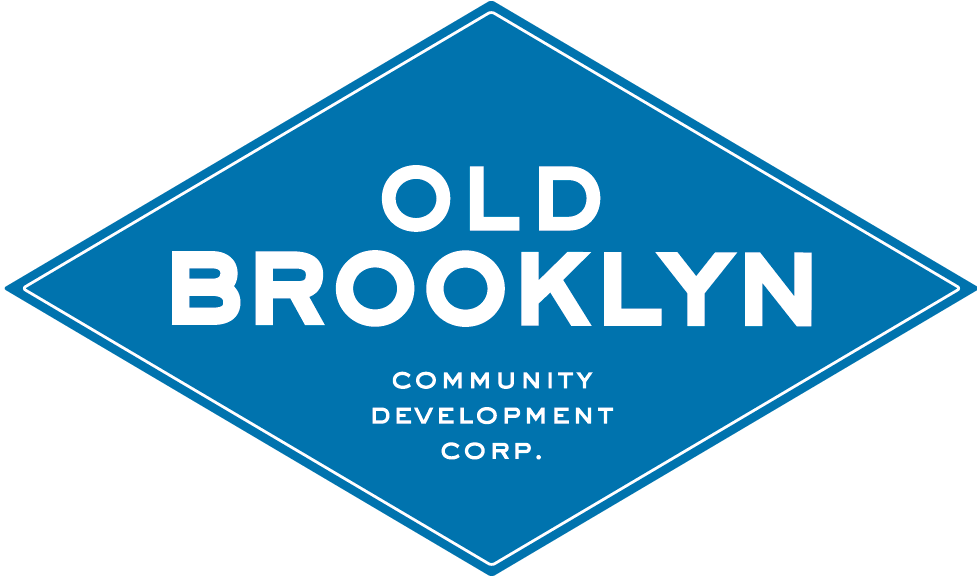 OLD
BROOKLYN
COMMUNITY
DEVELOPMENT
CORP.